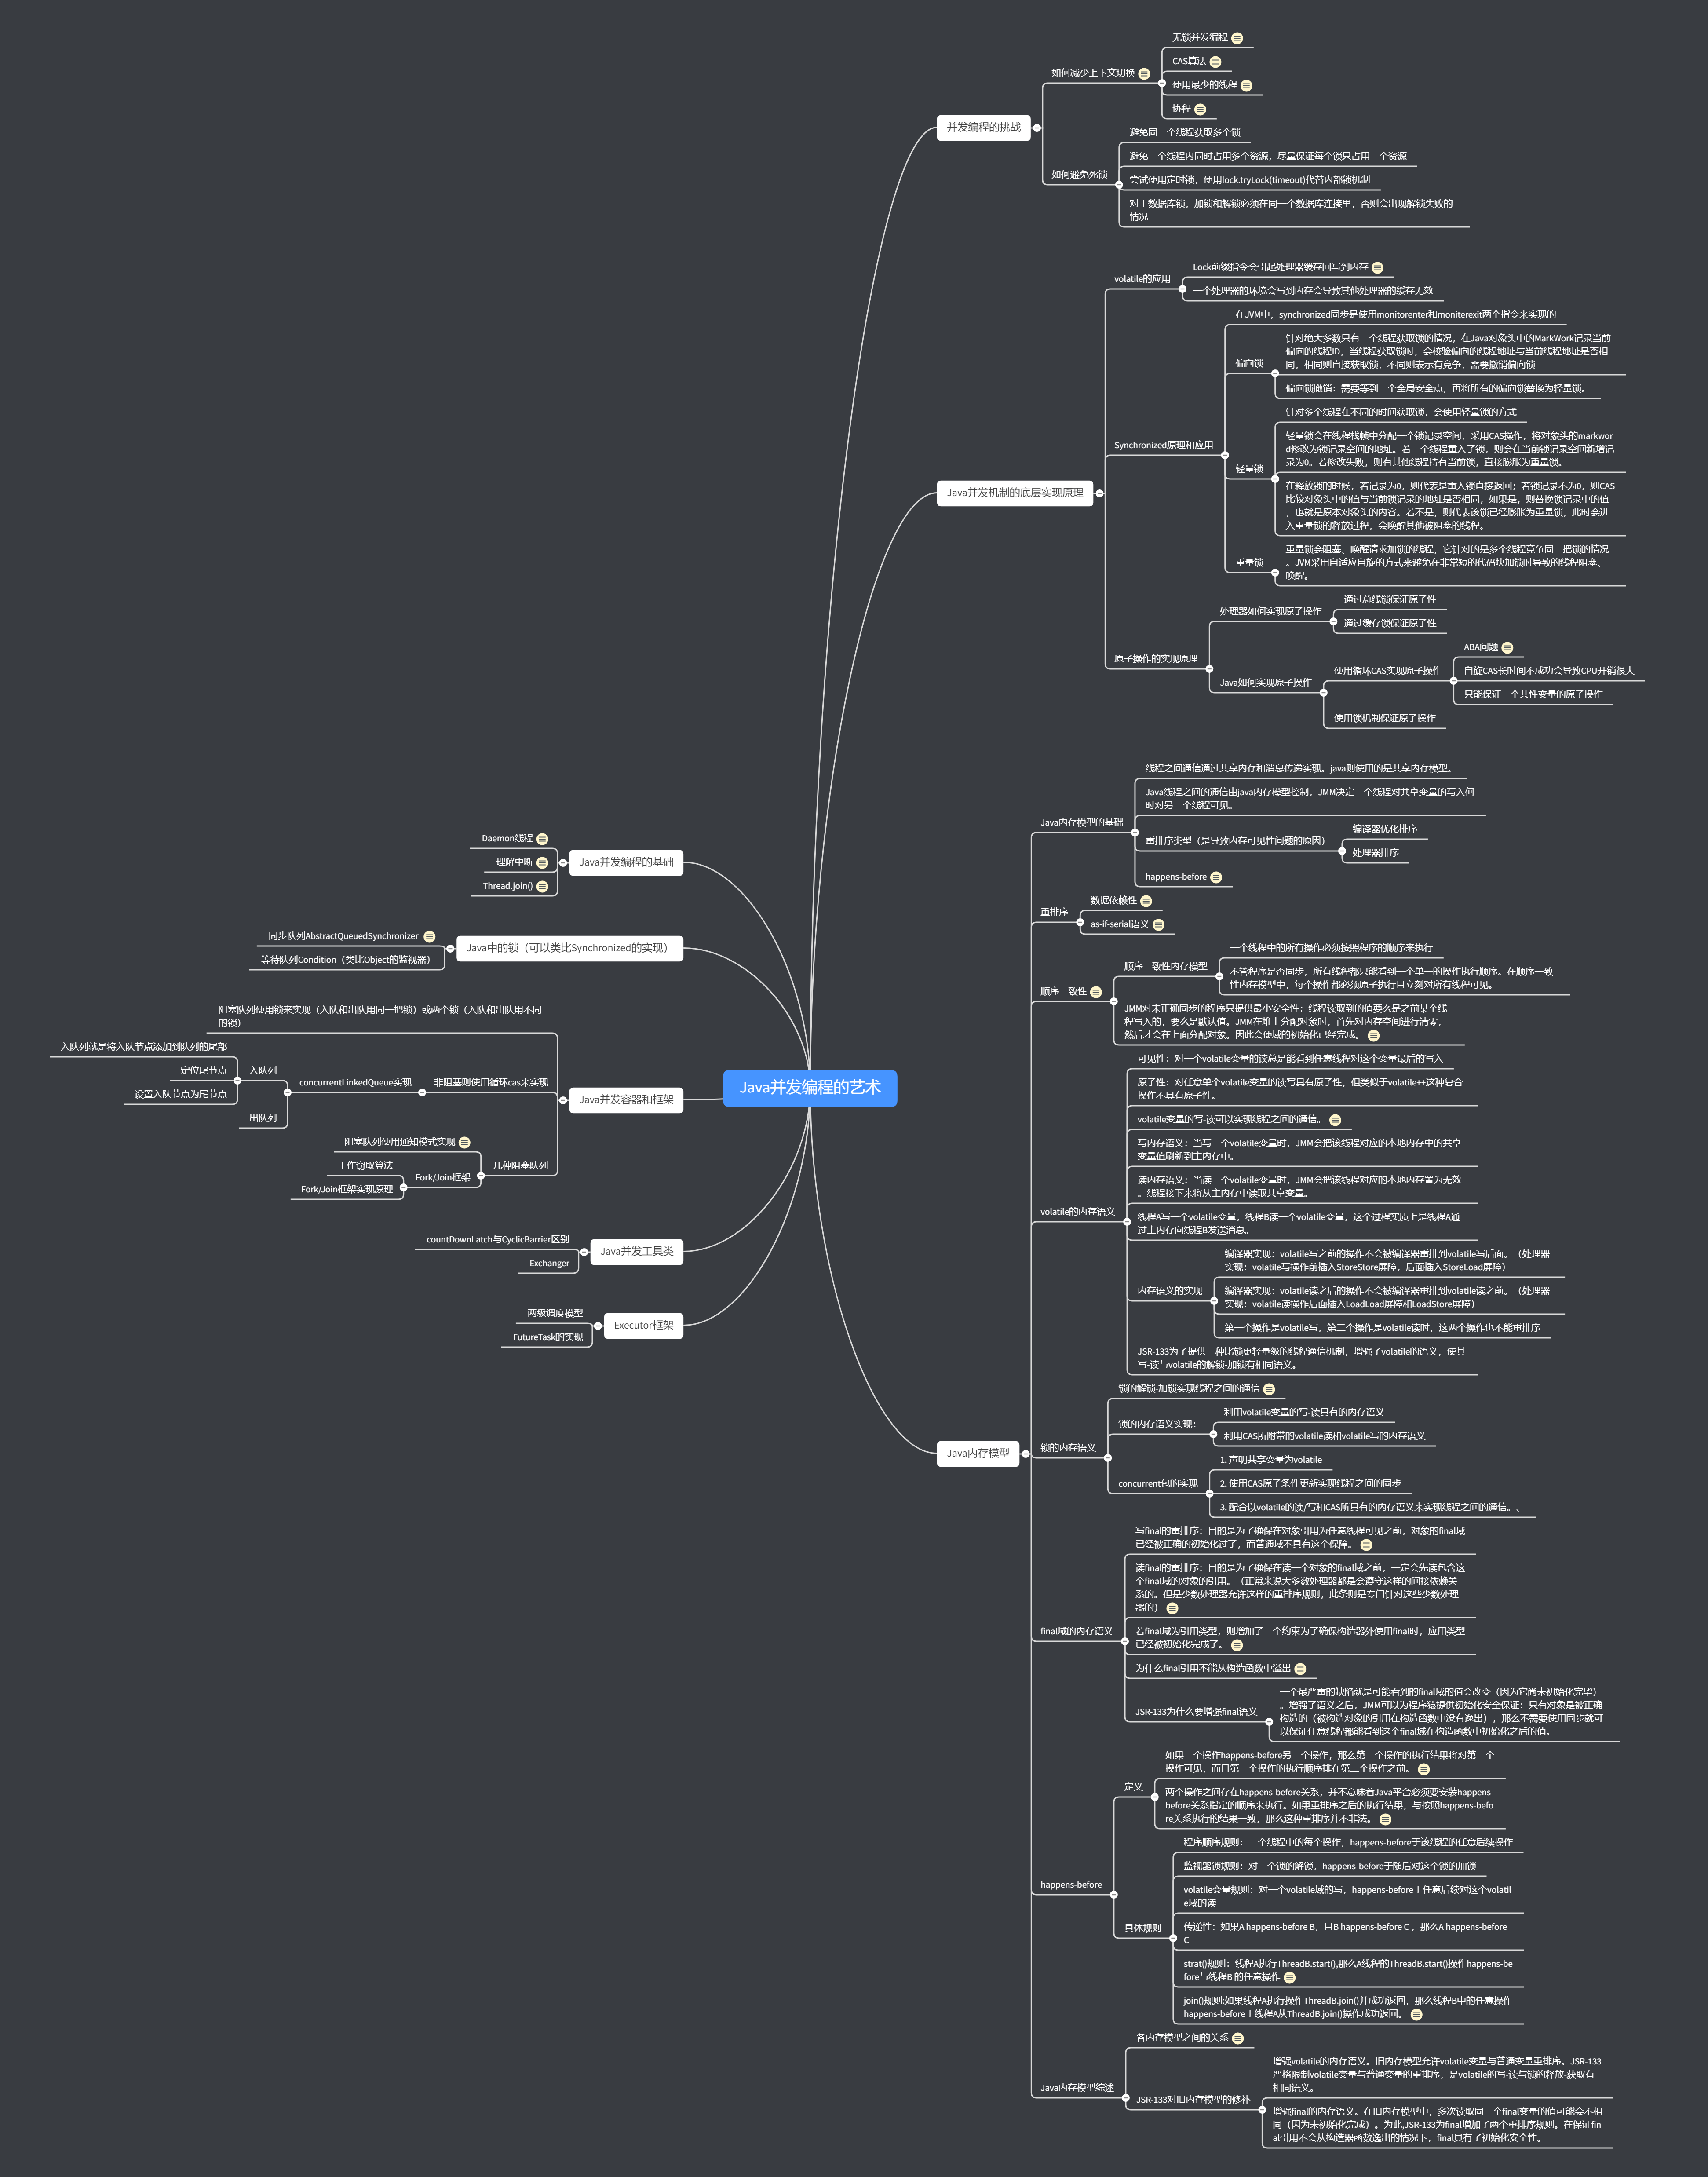 Java并发编程的艺术
并发编程的挑战
如何减少上下文切换
无锁并发编程
CAS算法
使用最少的线程
协程
如何避免死锁
避免同一个线程获取多个锁
避免一个线程内同时占用多个资源，尽量保证每个锁只占用一个资源
尝试使用定时锁，使用lock.tryLock(timeout)代替内部锁机制
对于数据库锁，加锁和解锁必须在同一个数据库连接里，否则会出现解锁失败的
情况
Java并发机制的底层实现原理
volatile的应用
Lock前缀指令会引起处理器缓存回写到内存
一个处理器的环境会写到内存会导致其他处理器的缓存无效
Synchronized原理和应用
在JVM中，synchronized同步是使用monitorenter和moniterexit两个指令来实现的
偏向锁
针对绝大多数只有一个线程获取锁的情况，在Java对象头中的MarkWork记录当前
偏向的线程ID，当线程获取锁时，会校验偏向的线程地址与当前线程地址是否相
同，相同则直接获取锁，不同则表示有竞争，需要撤销偏向锁
偏向锁撤销：需要等到一个全局安全点，再将所有的偏向锁替换为轻量锁。
轻量锁
针对多个线程在不同的时间获取锁，会使用轻量锁的方式
轻量锁会在线程栈帧中分配一个锁记录空间，采用CAS操作，将对象头的markwor
d修改为锁记录空间的地址。若一个线程重入了锁，则会在当前锁记录空间新增记
录为0。若修改失败，则有其他线程持有当前锁，直接膨胀为重量锁。
在释放锁的时候，若记录为0，则代表是重入锁直接返回；若锁记录不为0，则CAS
比较对象头中的值与当前锁记录的地址是否相同，如果是，则替换锁记录中的值
，也就是原本对象头的内容。若不是，则代表该锁已经膨胀为重量锁，此时会进
入重量锁的释放过程，会唤醒其他被阻塞的线程。
重量锁
重量锁会阻塞、唤醒请求加锁的线程，它针对的是多个线程竞争同一把锁的情况
。JVM采用自适应自旋的方式来避免在非常短的代码块加锁时导致的线程阻塞、
唤醒。
原子操作的实现原理
处理器如何实现原子操作
通过总线锁保证原子性
通过缓存锁保证原子性
Java如何实现原子操作
使用循环CAS实现原子操作
ABA问题
自旋CAS长时间不成功会导致CPU开销很大
只能保证一个共性变量的原子操作
使用锁机制保证原子操作
Java内存模型
Java内存模型的基础
线程之间通信通过共享内存和消息传递实现。java则使用的是共享内存模型。
Java线程之间的通信由java内存模型控制，JMM决定一个线程对共享变量的写入何
时对另一个线程可见。
重排序类型（是导致内存可见性问题的原因）
编译器优化排序
处理器排序
happens-before
重排序
数据依赖性
as-if-serial语义
顺序一致性
顺序一致性内存模型
一个线程中的所有操作必须按照程序的顺序来执行
不管程序是否同步，所有线程都只能看到一个单一的操作执行顺序。在顺序一致
性内存模型中，每个操作都必须原子执行且立刻对所有线程可见。
JMM对未正确同步的程序只提供最小安全性：线程读取到的值要么是之前某个线
程写入的，要么是默认值。JMM在堆上分配对象时，首先对内存空间进行清零，
然后才会在上面分配对象。因此会使域的初始化已经完成。
volatile的内存语义
可见性：对一个volatile变量的读总是能看到任意线程对这个变量最后的写入
原子性：对任意单个volatile变量的读写具有原子性，但类似于volatile++这种复合
操作不具有原子性。
volatile变量的写-读可以实现线程之间的通信。
写内存语义：当写一个volatile变量时，JMM会把该线程对应的本地内存中的共享
变量值刷新到主内存中。
读内存语义：当读一个volatile变量时，JMM会把该线程对应的本地内存置为无效
。线程接下来将从主内存中读取共享变量。
线程A写一个volatile变量，线程B读一个volatile变量，这个过程实质上是线程A通
过主内存向线程B发送消息。
内存语义的实现
编译器实现：volatile写之前的操作不会被编译器重排到volatile写后面。（处理器
实现：volatile写操作前插入StoreStore屏障，后面插入StoreLoad屏障）
编译器实现：volatile读之后的操作不会被编译器重排到volatile读之前。（处理器
实现：volatile读操作后面插入LoadLoad屏障和LoadStore屏障）
第一个操作是volatile写，第二个操作是volatile读时，这两个操作也不能重排序
JSR-133为了提供一种比锁更轻量级的线程通信机制，增强了volatile的语义，使其
写-读与volatile的解锁-加锁有相同语义。
锁的内存语义
锁的解锁-加锁实现线程之间的通信
锁的内存语义实现：
利用volatile变量的写-读具有的内存语义
利用CAS所附带的volatile读和volatile写的内存语义
concurrent包的实现
1. 声明共享变量为volatile
2. 使用CAS原子条件更新实现线程之间的同步
3. 配合以volatile的读/写和CAS所具有的内存语义来实现线程之间的通信。、
final域的内存语义
写final的重排序：目的是为了确保在对象引用为任意线程可见之前，对象的final域
已经被正确的初始化过了，而普通域不具有这个保障。
读final的重排序：目的是为了确保在读一个对象的final域之前，一定会先读包含这
个final域的对象的引用。（正常来说大多数处理器都是会遵守这样的间接依赖关
系的。但是少数处理器允许这样的重排序规则，此条则是专门针对这些少数处理
器的）
若final域为引用类型，则增加了一个约束为了确保构造器外使用final时，应用类型
已经被初始化完成了。
为什么final引用不能从构造函数中溢出
JSR-133为什么要增强final语义
一个最严重的缺陷就是可能看到的final域的值会改变（因为它尚未初始化完毕）
。增强了语义之后，JMM可以为程序猿提供初始化安全保证：只有对象是被正确
构造的（被构造对象的引用在构造函数中没有逸出），那么不需要使用同步就可
以保证任意线程都能看到这个final域在构造函数中初始化之后的值。
happens-before
定义
如果一个操作happens-before另一个操作，那么第一个操作的执行结果将对第二个
操作可见，而且第一个操作的执行顺序排在第二个操作之前。
两个操作之间存在happens-before关系，并不意味着Java平台必须要安装happens-
before关系指定的顺序来执行。如果重排序之后的执行结果，与按照happens-befo
re关系执行的结果一致，那么这种重排序并不非法。
具体规则
程序顺序规则：一个线程中的每个操作，happens-before于该线程的任意后续操作
监视器锁规则：对一个锁的解锁，happens-before于随后对这个锁的加锁
volatile变量规则：对一个volatile域的写，happens-before于任意后续对这个volatil
e域的读
传递性：如果A happens-before B，且B happens-before C ，那么A happens-before
C
strat()规则：线程A执行ThreadB.start(),那么A线程的ThreadB.start()操作happens-be
fore与线程B 的任意操作
join()规则:如果线程A执行操作ThreadB.join()并成功返回，那么线程B中的任意操作
happens-before于线程A从ThreadB.join()操作成功返回。
Java内存模型综述
各内存模型之间的关系
JSR-133对旧内存模型的修补
增强volatile的内存语义。旧内存模型允许volatile变量与普通变量重排序。JSR-133
严格限制volatile变量与普通变量的重排序，是volatile的写-读与锁的释放-获取有
相同语义。
增强final的内存语义。在旧内存模型中，多次读取同一个final变量的值可能会不相
同（因为未初始化完成）。为此,JSR-133为final增加了两个重排序规则。在保证fin
al引用不会从构造器函数逸出的情况下，final具有了初始化安全性。
Java并发编程的基础
Daemon线程
理解中断
Thread.join()
Java中的锁（可以类比Synchronized的实现）
同步队列AbstractQueuedSynchronizer
等待队列Condition（类比Object的监视器）
Java并发容器和框架
阻塞队列使用锁来实现（入队和出队用同一把锁）或两个锁（入队和出队用不同
的锁）
非阻塞则使用循环cas来实现
concurrentLinkedQueue实现
入队列
入队列就是将入队节点添加到队列的尾部
定位尾节点
设置入队节点为尾节点
出队列
几种阻塞队列
阻塞队列使用通知模式实现
Fork/Join框架
工作窃取算法
Fork/Join框架实现原理
Java并发工具类
countDownLatch与CyclicBarrier区别
Exchanger
Executor框架
两级调度模型
FutureTask的实现